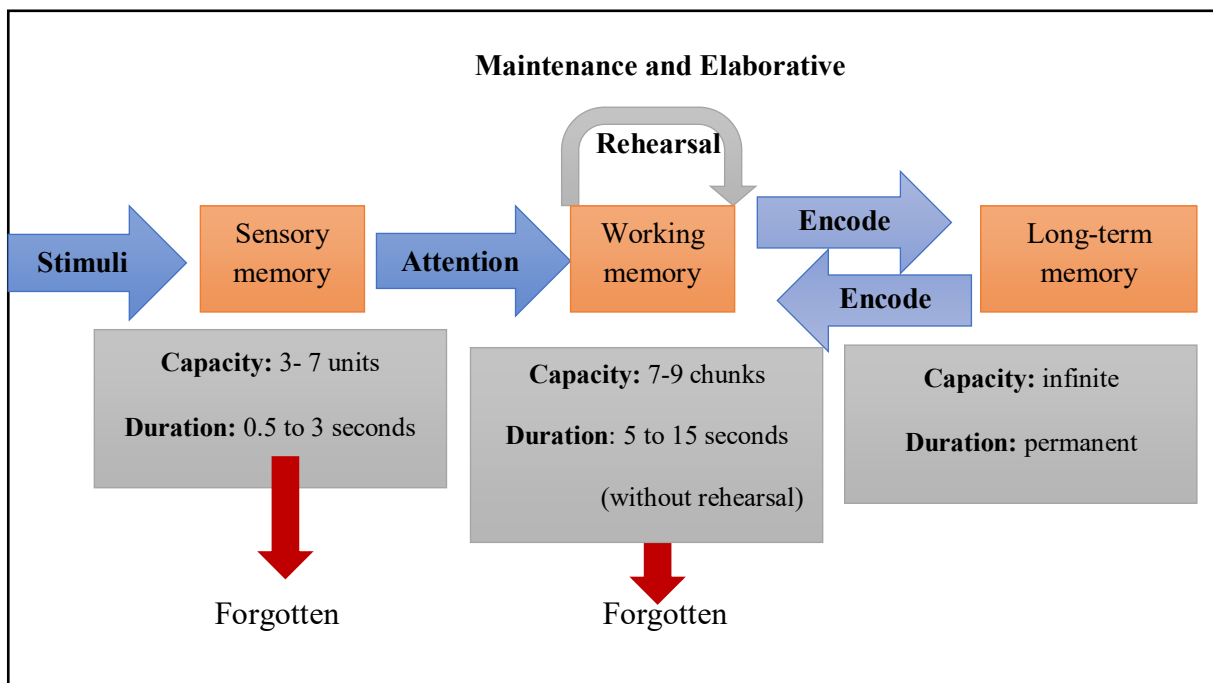 Maintenance and Elaborative
Rehearsal
Stimuli
Sensory
memory
Attention
Working
memory
Encode
Encode
Long-term
memory
Capacity: 3- 7 units
Duration: 0.5 to 3 seconds
Capacity: 7-9 chunks
Duration: 5 to 15 seconds
(without rehearsal)
Capacity: infinite
Duration: permanent
Forgotten
Forgotten